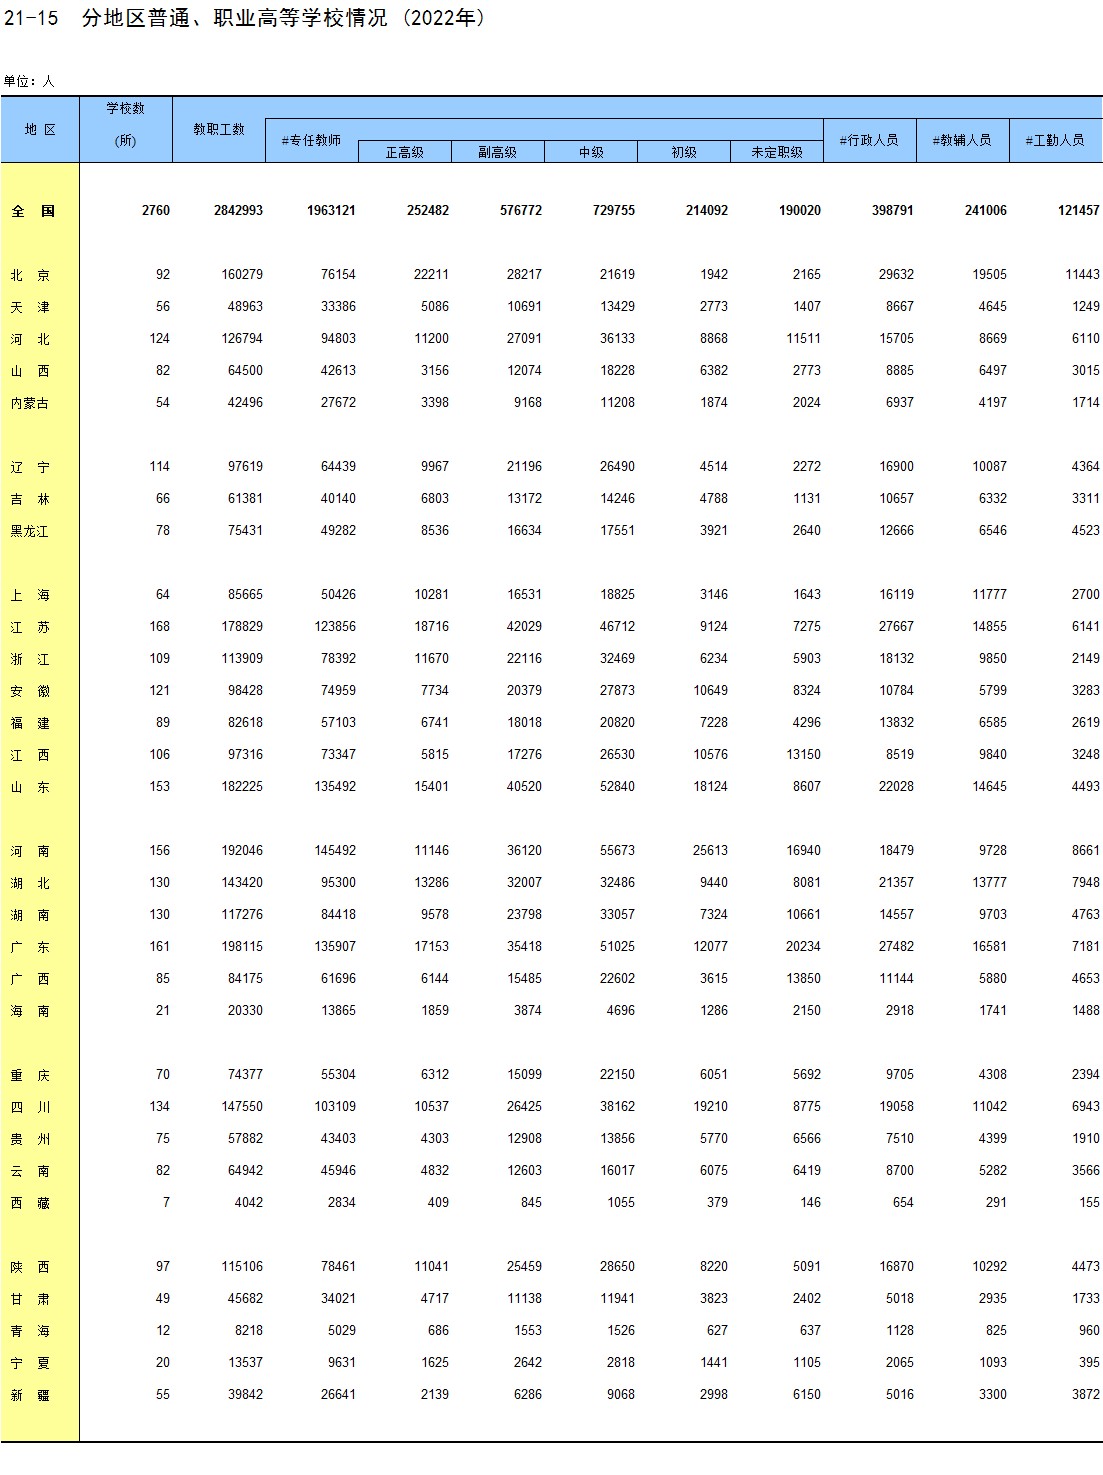 21-15 分地区普通、职业高等学校情况 (2022年)
单位：人
地 区 学校数 (所) 教职工数 #专任教师 正高级 副高级 中级 初级 未定职级 #行政人员 #教辅人员 #工勤人员
全 国 2760 2842993 1963121 252482 576772 729755 214092 190020 398791 241006 121457
北 京 92 160279 76154 22211 28217 21619 1942 2165 29632 19505 11443
天 津 56 48963 33386 5086 10691 13429 2773 1407 8667 4645 1249
河 北 124 126794 94803 11200 27091 36133 8868 11511 15705 8669 6110
山 西 82 64500 42613 3156 12074 18228 6382 2773 8885 6497 3015
内蒙古 54 42496 27672 3398 9168 11208 1874 2024 6937 4197 1714
辽 宁 114 97619 64439 9967 21196 26490 4514 2272 16900 10087 4364
吉 林 66 61381 40140 6803 13172 14246 4788 1131 10657 6332 3311
黑龙江 78 75431 49282 8536 16634 17551 3921 2640 12666 6546 4523
上 海 64 85665 50426 10281 16531 18825 3146 1643 16119 11777 2700
江 苏 168 178829 123856 18716 42029 46712 9124 7275 27667 14855 6141
浙 江 109 113909 78392 11670 22116 32469 6234 5903 18132 9850 2149
安 徽 121 98428 74959 7734 20379 27873 10649 8324 10784 5799 3283
福 建 89 82618 57103 6741 18018 20820 7228 4296 13832 6585 2619
江 西 106 97316 73347 5815 17276 26530 10576 13150 8519 9840 3248
山 东 153 182225 135492 15401 40520 52840 18124 8607 22028 14645 4493
河 南 156 192046 145492 11146 36120 55673 25613 16940 18479 9728 8661
湖 北 130 143420 95300 13286 32007 32486 9440 8081 21357 13777 7948
湖 南 130 117276 84418 9578 23798 33057 7324 10661 14557 9703 4763
广 东 161 198115 135907 17153 35418 51025 12077 20234 27482 16581 7181
广 西 85 84175 61696 6144 15485 22602 3615 13850 11144 5880 4653
海 南 21 20330 13865 1859 3874 4696 1286 2150 2918 1741 1488
重 庆 70 74377 55304 6312 15099 22150 6051 5692 9705 4308 2394
四 川 134 147550 103109 10537 26425 38162 19210 8775 19058 11042 6943
贵 州 75 57882 43403 4303 12908 13856 5770 6566 7510 4399 1910
云 南 82 64942 45946 4832 12603 16017 6075 6419 8700 5282 3566
西 藏 7 4042 2834 409 845 1055 379 146 654 291 155
陕 西 97 115106 78461 11041 25459 28650 8220 5091 16870 10292 4473
甘 肃 49 45682 34021 4717 11138 11941 3823 2402 5018 2935 1733
青 海 12 8218 5029 686 1553 1526 627 637 1128 825 960
宁 夏 20 13537 9631 1625 2642 2818 1441 1105 2065 1093 395
新 疆 55 39842 26641 2139 6286 9068 2998 6150 5016 3300 3872